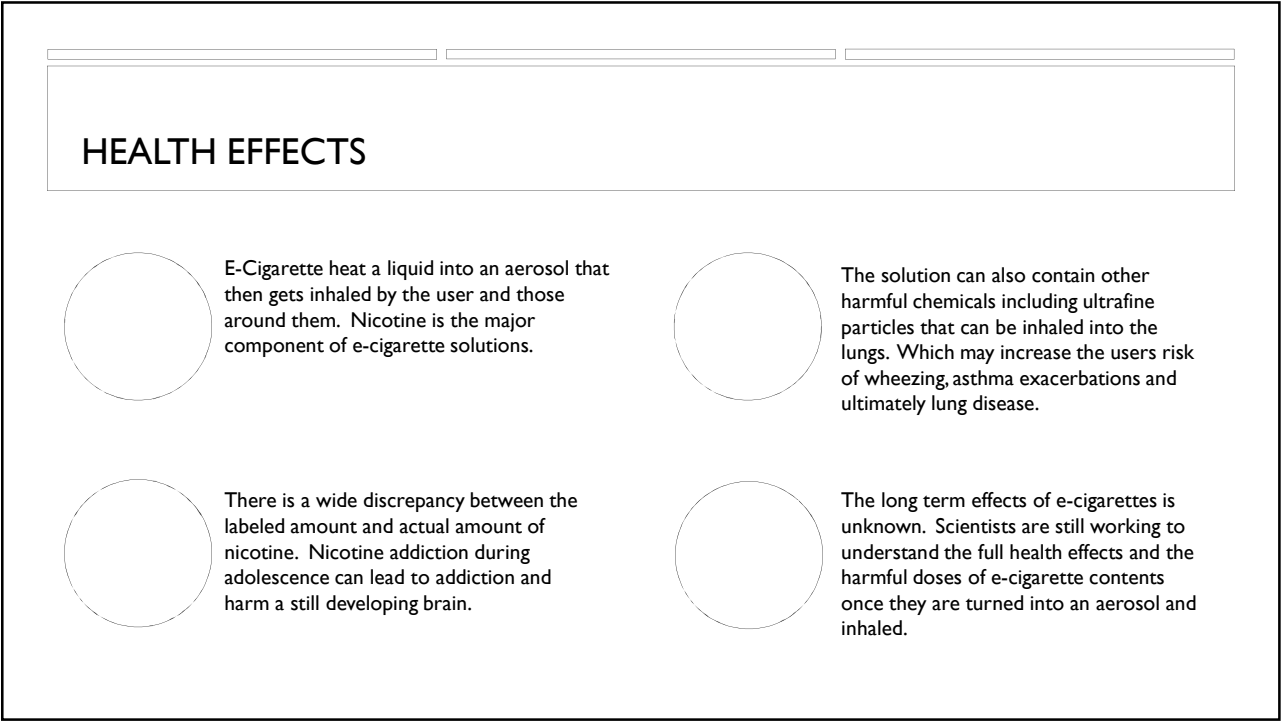 HEALTH EFFECTS
E-Cigarette heat a liquid into an aerosol that
then gets inhaled by the user and those
around them.  Nicotine is the major
component of e-cigarette solutions.
The solution can also contain other
harmful chemicals including ultrafine
particles that can be inhaled into the
lungs. Which may increase the users risk
of wheezing, asthma exacerbations and
ultimately lung disease.
There is a wide discrepancy between the
labeled amount and actual amount of
nicotine.  Nicotine addiction during
adolescence can lead to addiction and
harm a still developing brain.
The long term effects of e-cigarettes is
unknown.  Scientists are still working to
understand the full health effects and the
harmful doses of e-cigarette contents
once they are turned into an aerosol and
inhaled.